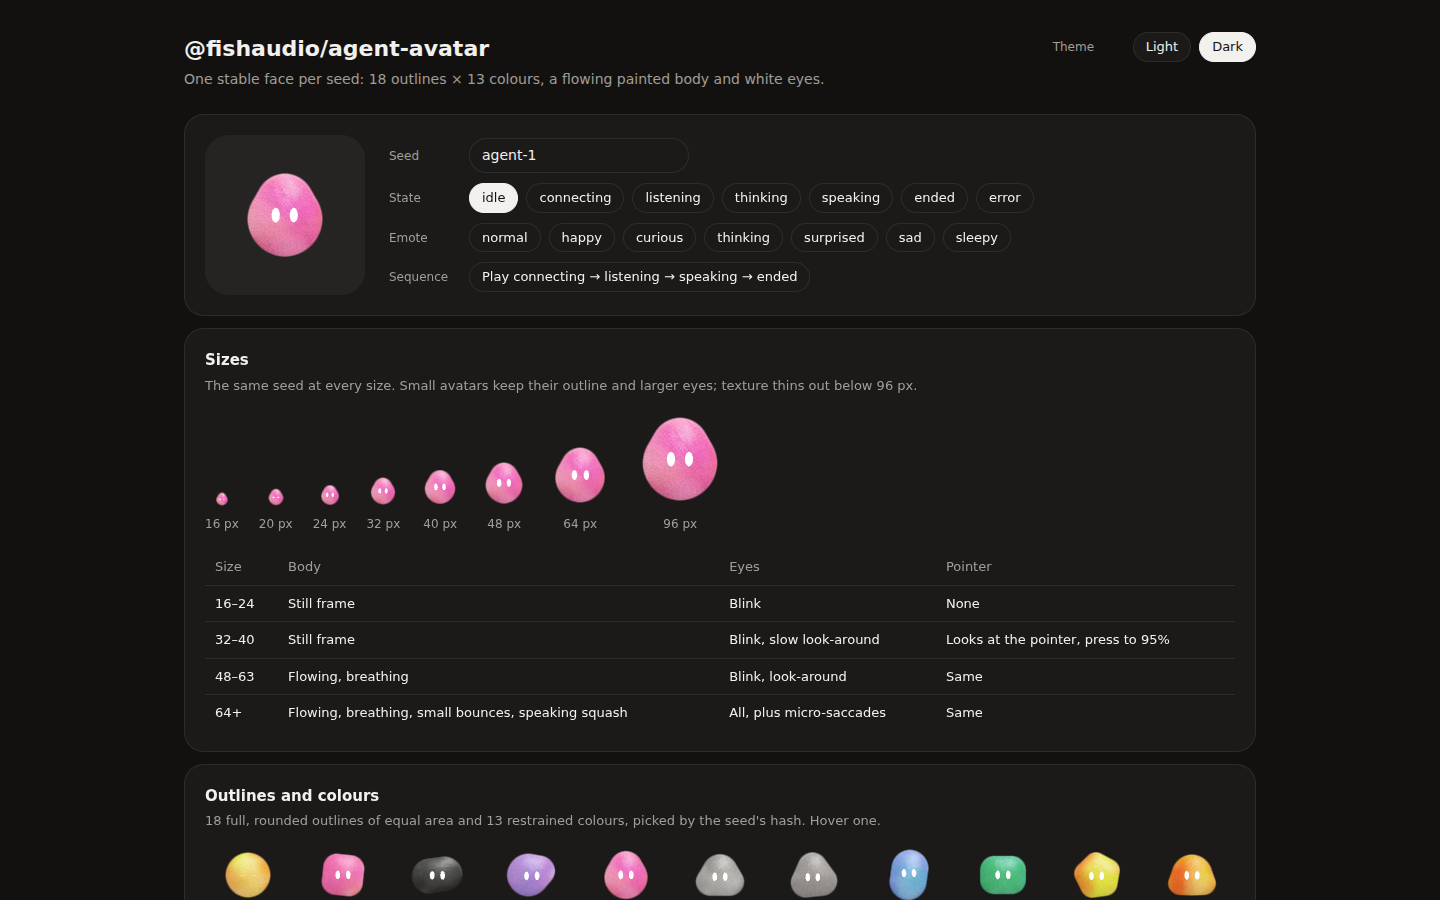 @fishaudio/agent-avatar
Theme Light Dark
One stable face per seed: 18 outlines × 13 colours, a flowing painted body and white eyes.
Seed agent-1
State idle connecting listening thinking speaking ended error
Emote normal happy curious thinking surprised sad sleepy
Sequence Play connecting → listening → speaking → ended
Sizes
The same seed at every size. Small avatars keep their outline and larger eyes; texture thins out below 96 px.
16 px 20 px 24 px 32 px 40 px 48 px 64 px 96 px
Size Body Eyes Pointer
16–24 Still frame Blink None
32–40 Still frame Blink, slow look-around Looks at the pointer, press to 95%
48–63 Flowing, breathing Blink, look-around Same
64+ Flowing, breathing, small bounces, speaking squash All, plus micro-saccades Same
Outlines and colours
18 full, rounded outlines of equal area and 13 restrained colours, picked by the seed's hash. Hover one.